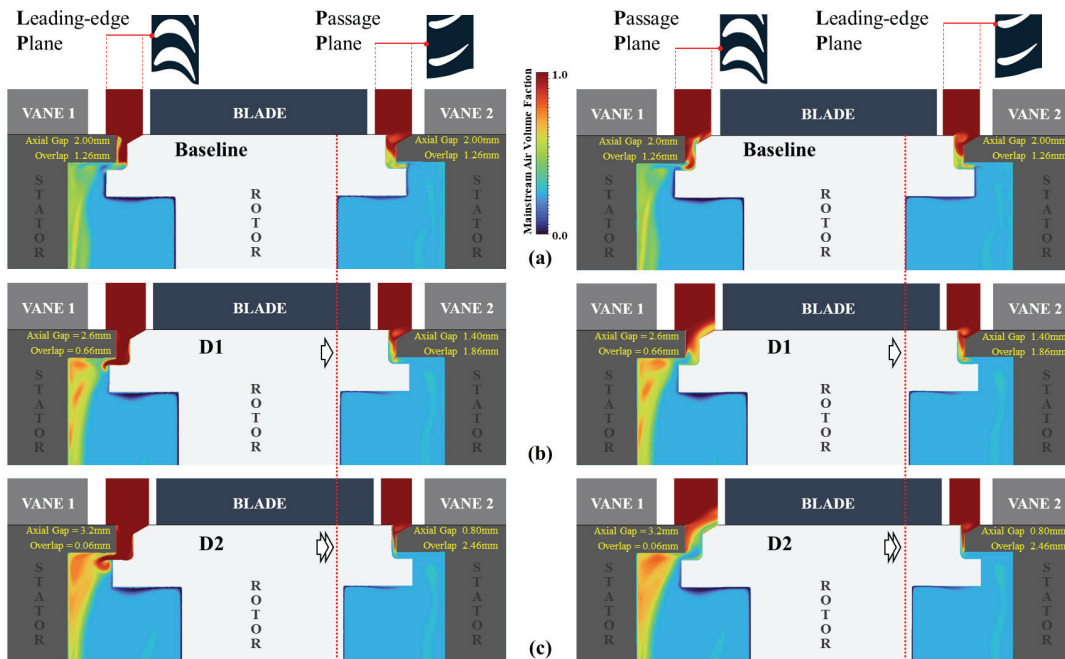 Leading-edge
Plane
Passage
Plane
Passage
Plane
Leading-edge
Plane
1.0
Mainstream Air Volume Faction
0.0
VANE 1
BLADE
VANE 2
Axial Gap 2.00mm
Overlap 1.26mm
Baseline
Axial Gap 2.00mm
Overlap 1.26mm
STATOR
ROTOR
STATOR
VANE 1
BLADE
VANE 2
Axial Gap 2.0mm
Overlap 1.26mm
Baseline
Axial Gap 2.00mm
Overlap 1.26mm
STATOR
ROTOR
STATOR
(a)
VANE 1
BLADE
VANE 2
Axial Gap = 2.6mm
Overlap = 0.66mm
D1
Axial Gap 1.40mm
Overlap 1.86mm
STATOR
ROTOR
STATOR
VANE 1
BLADE
VANE 2
Axial Gap = 2.6mm
Overlap = 0.66mm
D1
Axial Gap 1.40mm
Overlap 1.86mm
STATOR
ROTOR
STATOR
(b)
VANE 1
BLADE
VANE 2
Axial Gap = 3.2mm
Overlap = 0.06mm
D2
Axial Gap 0.80mm
Overlap 2.46mm
STATOR
ROTOR
STATOR
VANE 1
BLADE
VANE 2
Axial Gap = 3.2mm
Overlap = 0.06mm
D2
Axial Gap 0.80mm
Overlap 2.46mm
STATOR
ROTOR
STATOR
(c)